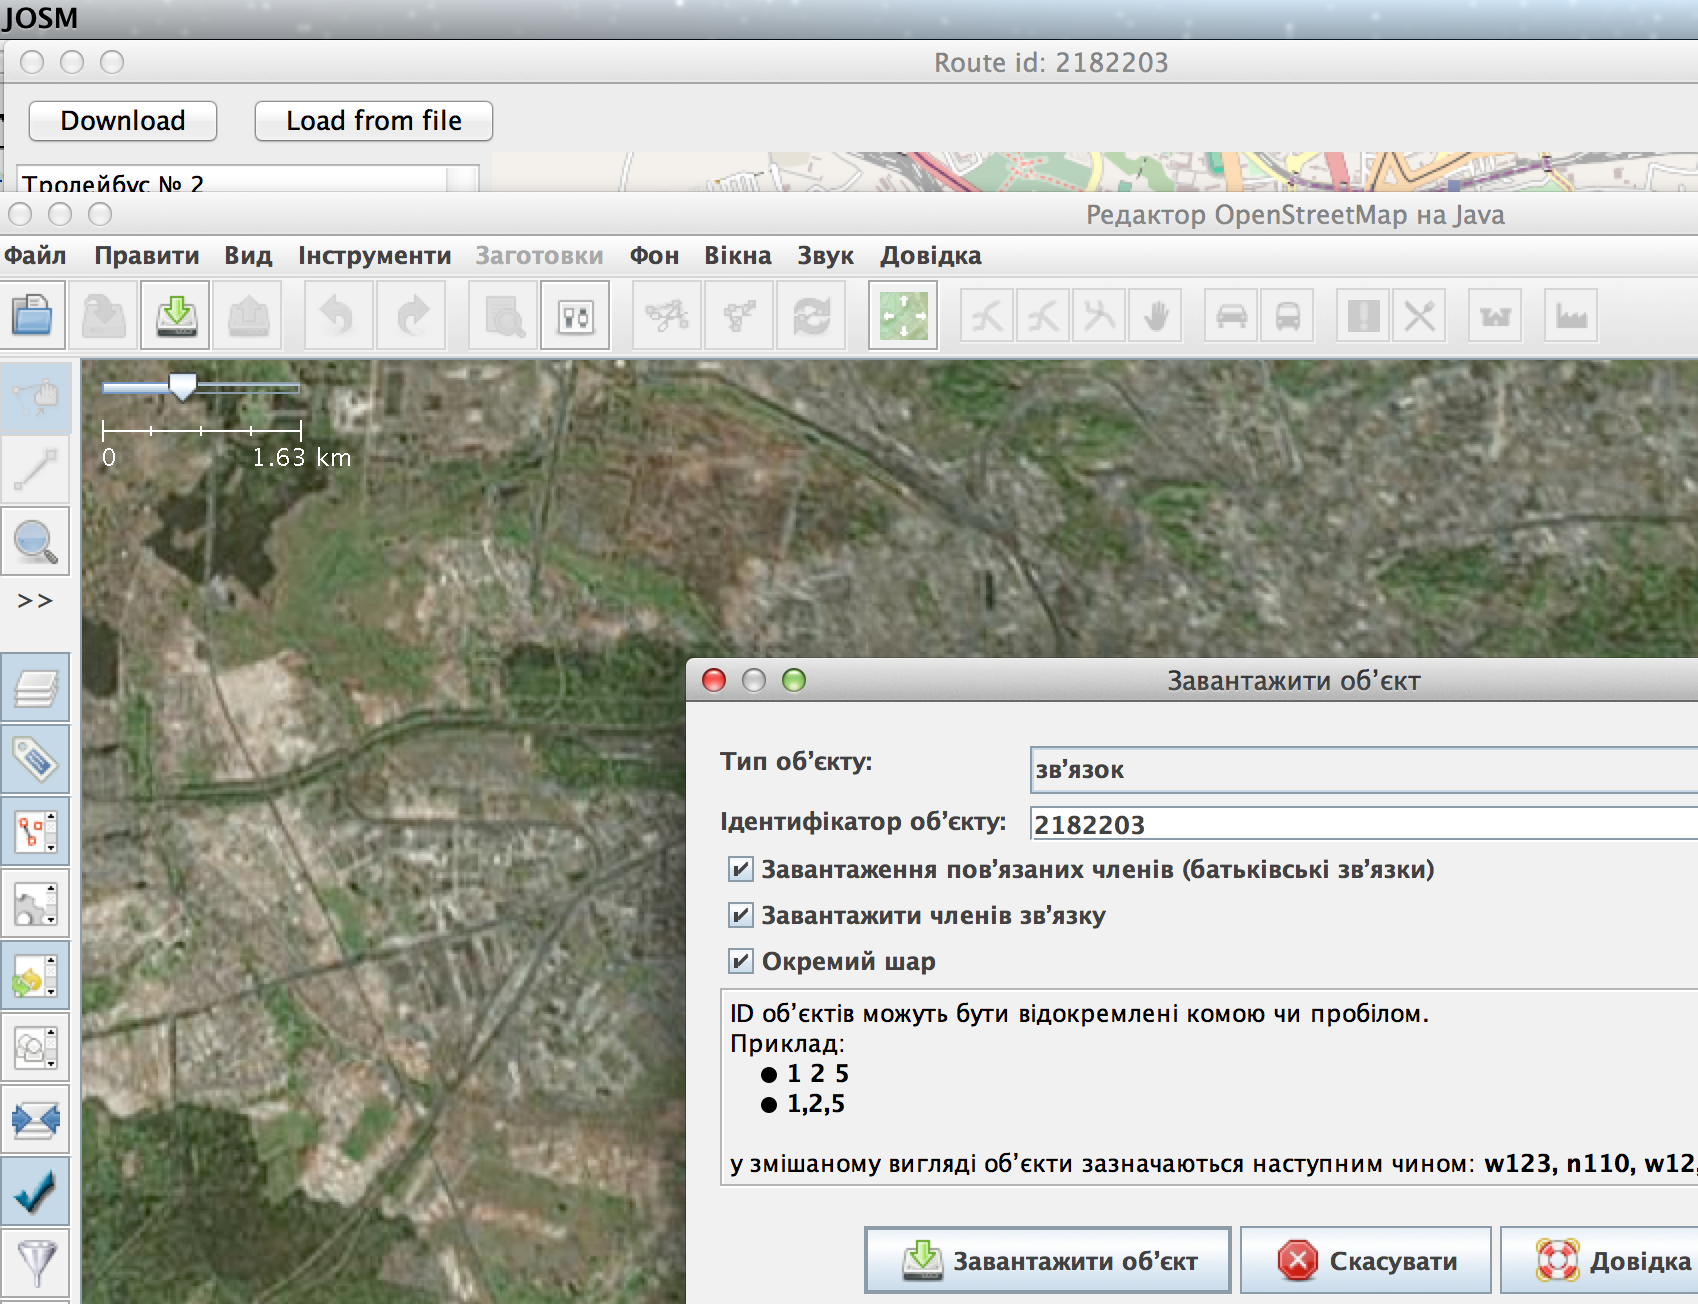 JOSM
Route id: 2182203
Download
Load from file
Тролейбус № 2
Редактор OpenStreetMap на Java
Файл Правити Вид Інструменти Заготовки Фон Вікна Звук Довідка
0 1.63 km
>>
Завантажити об’єкт
Тип об’єкту:
зв’язок
Ідентифікатор об’єкту:
2182203
Завантаження пов’язаних членів (батьківські зв’язки)
Завантажити членів зв’язку
Окремий шар
ID об’єктів можуть бути відокремлені комою чи пробілом.
Приклад:
● 1 2 5
● 1,2,5
у змішаному вигляді об’єкти зазначаються наступним чином: w123, n110, w12,
Завантажити об’єкт
Скасувати
Довідка